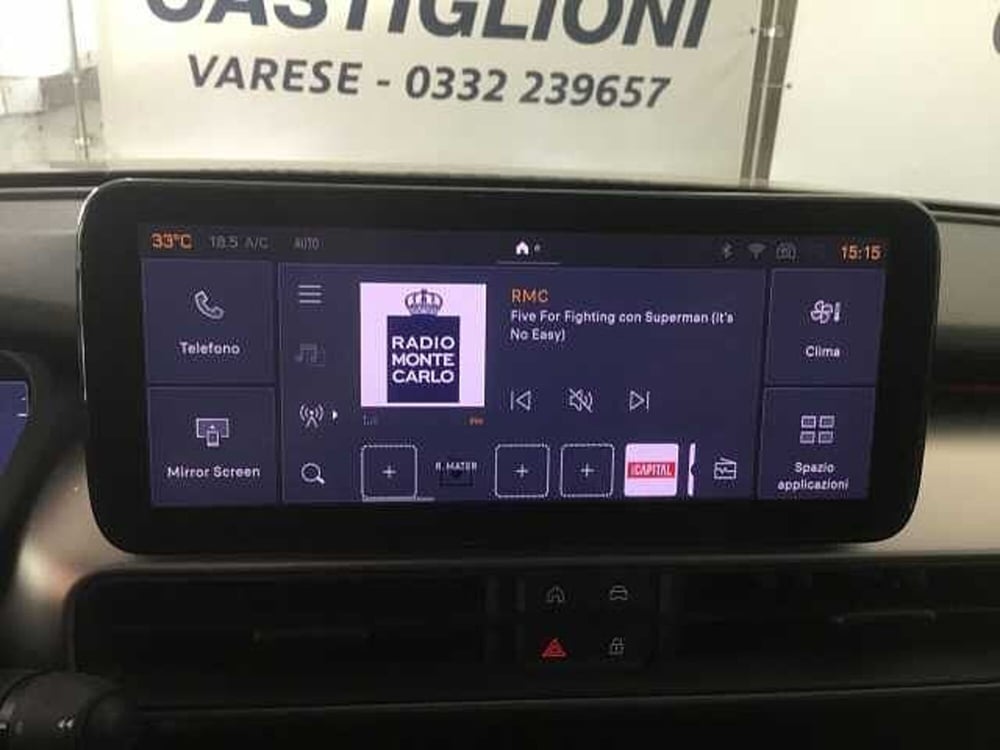 CASTIGLIONI
VARESE - 0332 239657
33°C 18.5 A/C AUTO
15:15
Telefono
Mirror Screen
RADIO
MONTE
CARLO
RMC
Five For Fighting con Superman (it's
No Easy)
R. MATER
CAPITAL
Clima
Spazio
applicazioni